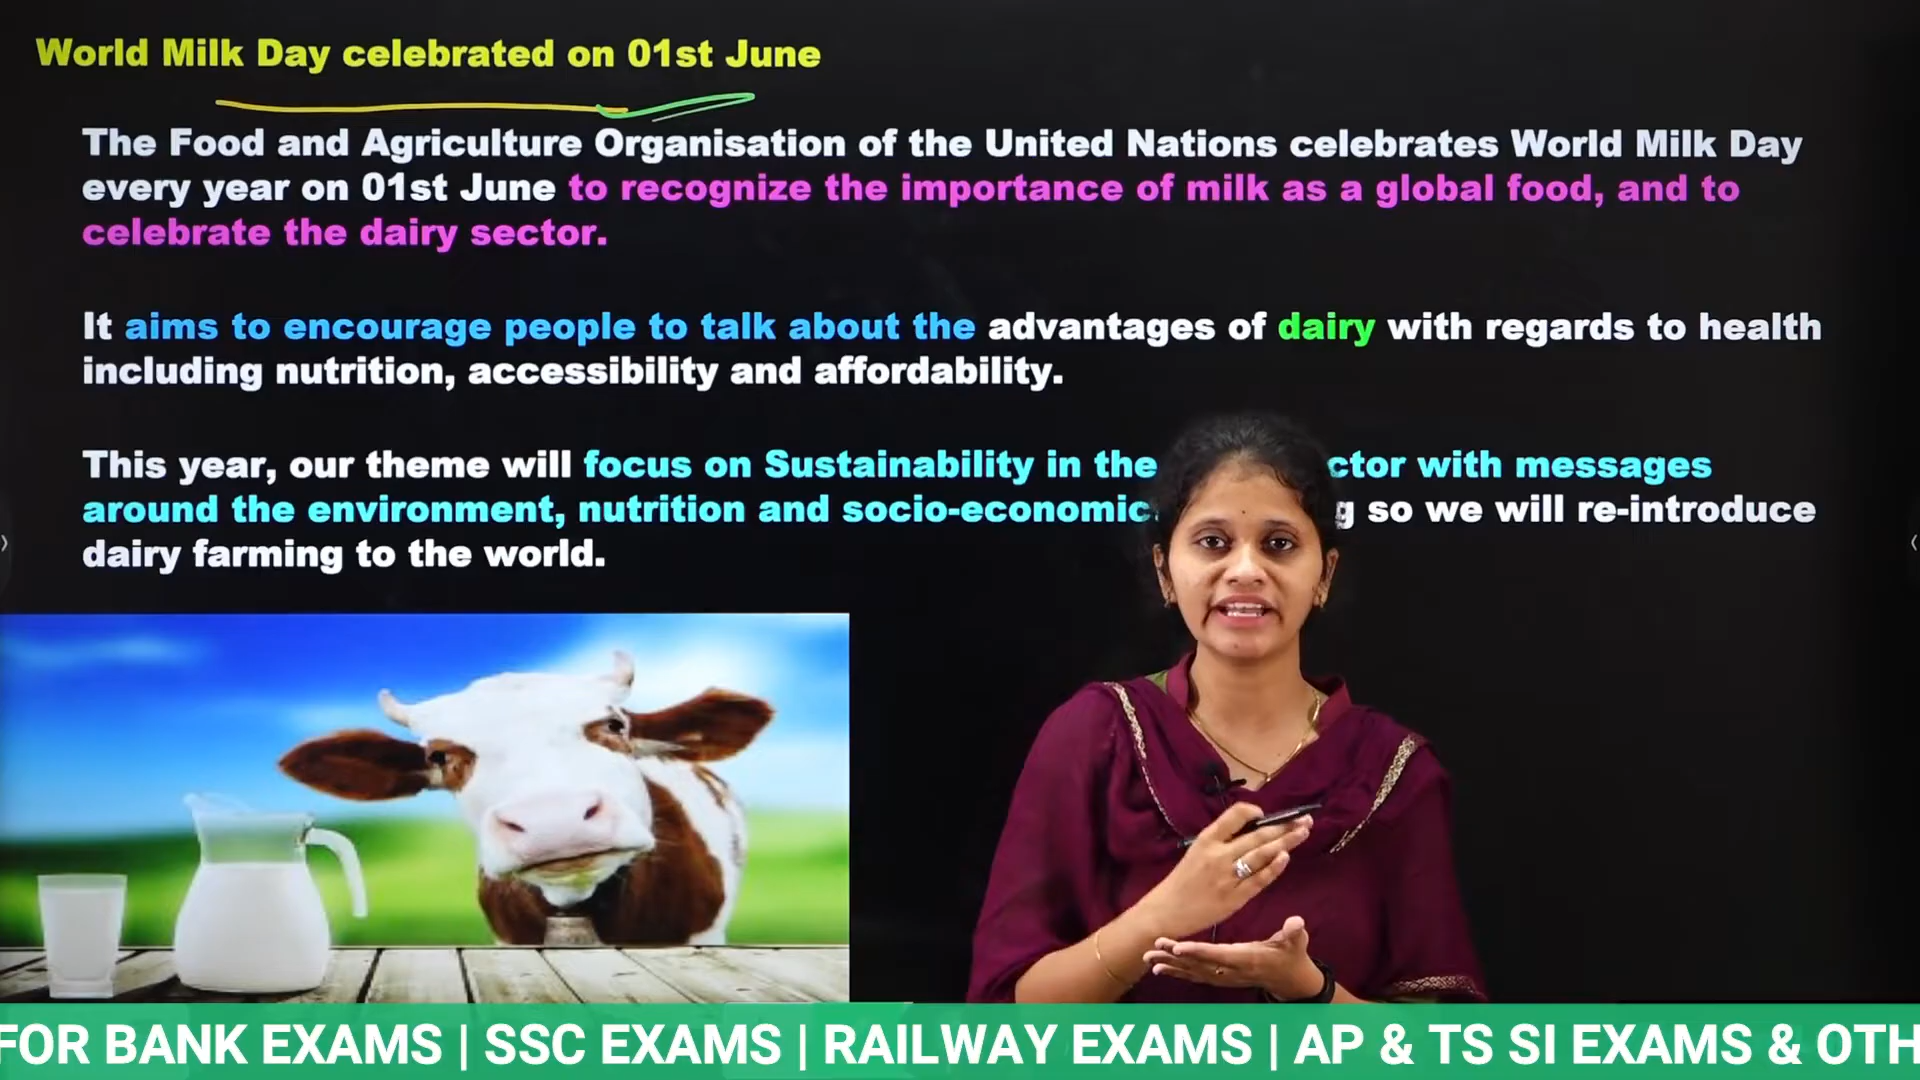 World Milk Day celebrated on 01st June
The Food and Agriculture Organisation of the United Nations celebrates World Milk Day
every year on 01st June to recognize the importance of milk as a global food, and to
celebrate the dairy sector.
It aims to encourage people to talk about the advantages of dairy with regards to health
including nutrition, accessibility and affordability.
This year, our theme will focus on Sustainability in the ctor with messages
around the environment, nutrition and socio-economic g so we will re-introduce
dairy farming to the world.
FOR BANK EXAMS | SSC EXAMS | RAILWAY EXAMS | AP & TS SI EXAMS & OTH